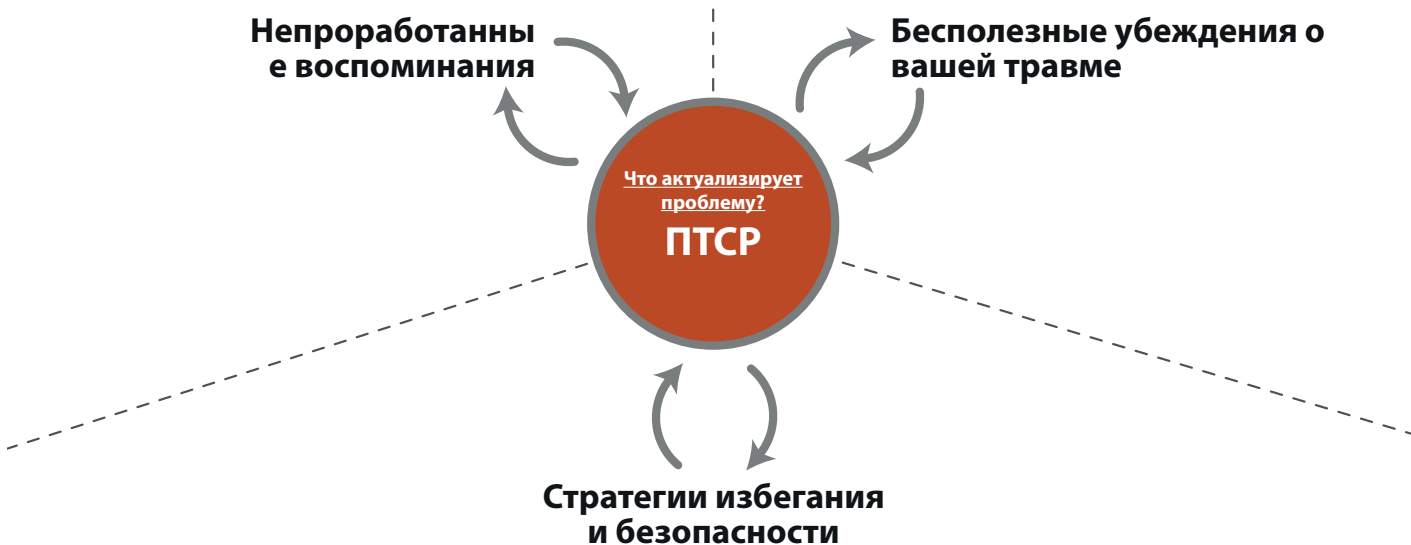 Непроработанны
е воспоминания
Бесполезные убеждения о
вашей травме
Что актуализирует
проблему?
ПТСР
Стратегии избегания
и безопасности